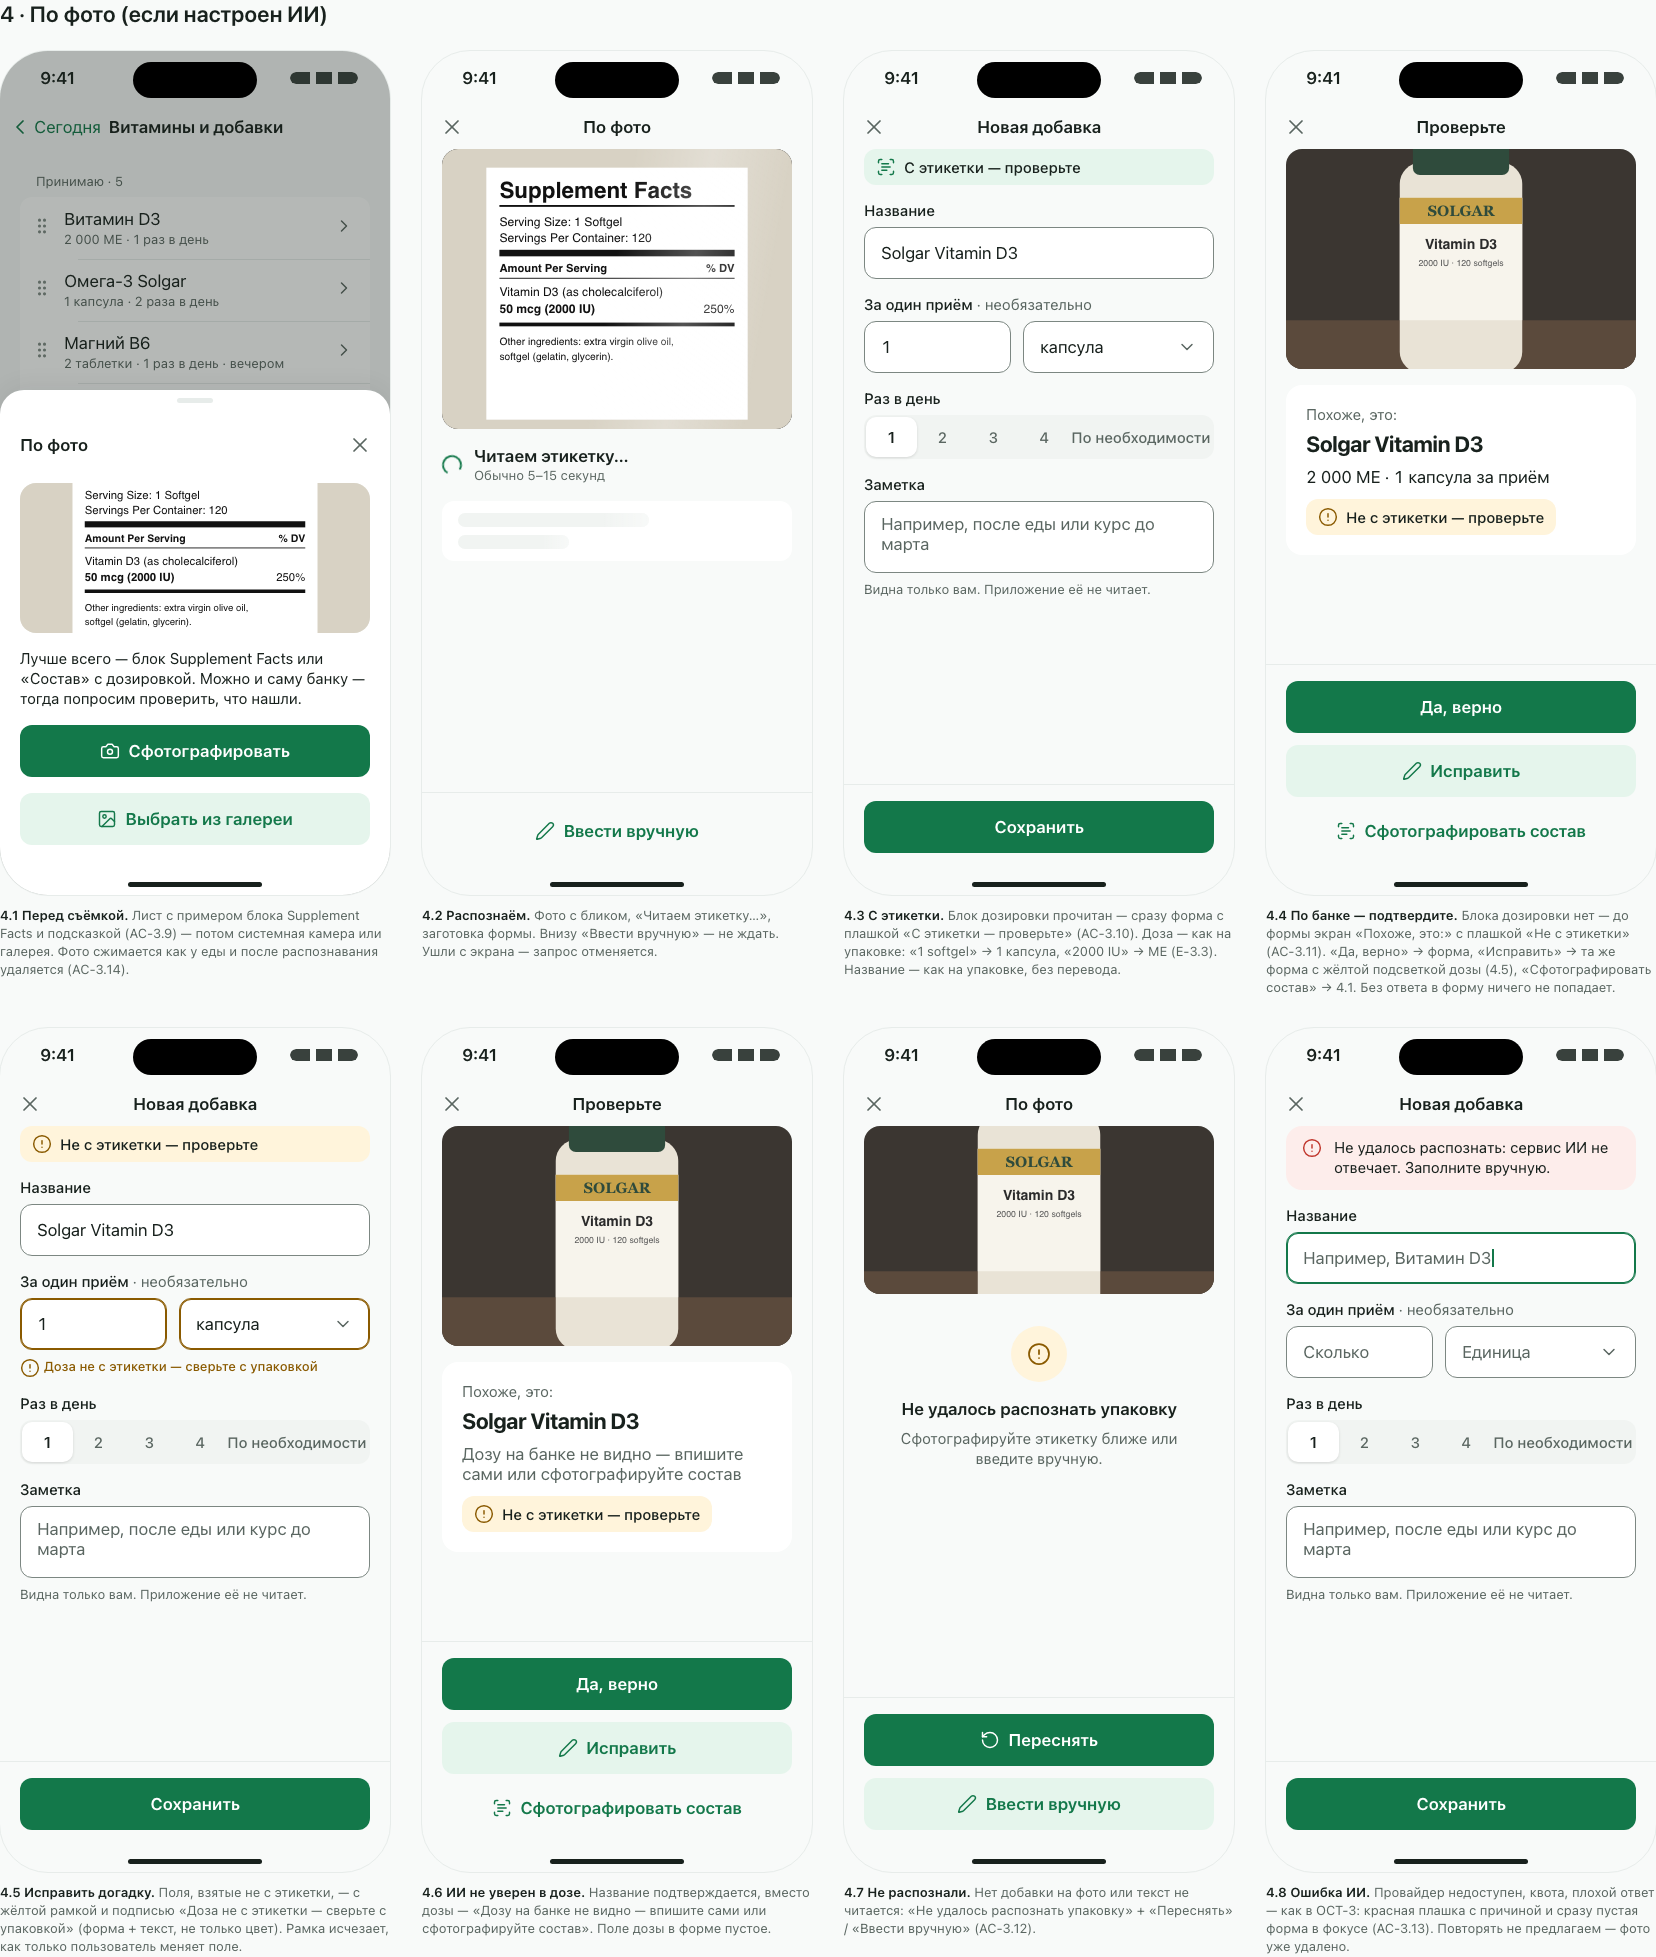 4 · По фото (если настроен ИИ)
9:41
Сегодня Витамины и добавки
Принимаю · 5
Витамин D3
2 000 МЕ · 1 раз в день
Омега-3 Solgar
1 капсула · 2 раза в день
Магний B6
2 таблетки · 1 раз в день · вечером
По фото
Serving Size: 1 Softgel
Servings Per Container: 120
Amount Per Serving % DV
Vitamin D3 (as cholecalciferol)
50 mcg (2000 IU) 250%
Other ingredients: extra virgin olive oil,
softgel (gelatin, glycerin).
Лучше всего — блок Supplement Facts или
«Состав» с дозировкой. Можно и саму банку —
тогда попросим проверить, что нашли.
Сфотографировать
Выбрать из галереи
4.1 Перед съёмкой. Лист с примером блока Supplement
Facts и подсказкой (AC-3.9) — потом системная камера или
галерея. Фото сжимается как у еды и после распознавания
удаляется (AC-3.14).
9:41
По фото
Supplement Facts
Serving Size: 1 Softgel
Servings Per Container: 120
Amount Per Serving % DV
Vitamin D3 (as cholecalciferol)
50 mcg (2000 IU) 250%
Other ingredients: extra virgin olive oil,
softgel (gelatin, glycerin).
Читаем этикетку…
Обычно 5–15 секунд
Ввести вручную
4.2 Распознаём. Фото с бликом, «Читаем этикетку…»,
заготовка формы. Внизу «Ввести вручную» — не ждать.
Ушли с экрана — запрос отменяется.
9:41
Новая добавка
С этикетки — проверьте
Название
Solgar Vitamin D3
За один приём · необязательно
1 капсула
Раз в день
1 2 3 4 По необходимости
Заметка
Например, после еды или курс до
марта
Видна только вам. Приложение её не читает.
Сохранить
4.3 С этикетки. Блок дозировки прочитан — сразу форма с
плашкой «С этикетки — проверьте» (AC-3.10). Доза — как на
упаковке: «1 softgel» → 1 капсула, «2000 IU» → МЕ (E-3.3).
Название — как на упаковке, без перевода.
9:41
Проверьте
SOLGAR
Vitamin D3
2000 IU · 120 softgels
Похоже, это:
Solgar Vitamin D3
2 000 МЕ · 1 капсула за приём
Не с этикетки — проверьте
Да, верно
Исправить
Сфотографировать состав
4.4 По банке — подтвердите. Блока дозировки нет — до
формы экран «Похоже, это:» с плашкой «Не с этикетки»
(AC-3.11). «Да, верно» → форма, «Исправить» → та же
форма с жёлтой подсветкой дозы (4.5), «Сфотографировать
состав» → 4.1. Без ответа в форму ничего не попадает.
9:41
Новая добавка
Не с этикетки — проверьте
Название
Solgar Vitamin D3
За один приём · необязательно
1 капсула
Доза не с этикетки — сверьте с упаковкой
Раз в день
1 2 3 4 По необходимости
Заметка
Например, после еды или курс до
марта
Видна только вам. Приложение её не читает.
Сохранить
4.5 Исправить догадку. Поля, взятые не с этикетки, — с
жёлтой рамкой и подписью «Доза не с этикетки — сверьте с
упаковкой» (форма + текст, не только цвет). Рамка исчезает,
как только пользователь меняет поле.
9:41
Проверьте
SOLGAR
Vitamin D3
2000 IU · 120 softgels
Похоже, это:
Solgar Vitamin D3
Дозу на банке не видно — впишите
сами или сфотографируйте состав
Не с этикетки — проверьте
Да, верно
Исправить
Сфотографировать состав
4.6 ИИ не уверен в дозе. Название подтверждается, вместо
дозы — «Дозу на банке не видно — впишите сами или
сфотографируйте состав». Поле дозы в форме пустое.
9:41
По фото
SOLGAR
Vitamin D3
2000 IU · 120 softgels
Не удалось распознать упаковку
Сфотографируйте этикетку ближе или
введите вручную.
Переснять
Ввести вручную
4.7 Не распознали. Нет добавки на фото или текст не
читается: «Не удалось распознать упаковку» + «Переснять»
/ «Ввести вручную» (AC-3.12).
9:41
Новая добавка
Не удалось распознать: сервис ИИ не
отвечает. Заполните вручную.
Название
Например, Витамин D3
За один приём · необязательно
Сколько Единица
Раз в день
1 2 3 4 По необходимости
Заметка
Например, после еды или курс до
марта
Видна только вам. Приложение её не читает.
Сохранить
4.8 Ошибка ИИ. Провайдер недоступен, квота, плохой ответ
— как в ОСТ-3: красная плашка с причиной и сразу пустая
форма в фокусе (AC-3.13). Повторять не предлагаем — фото
уже удалено.